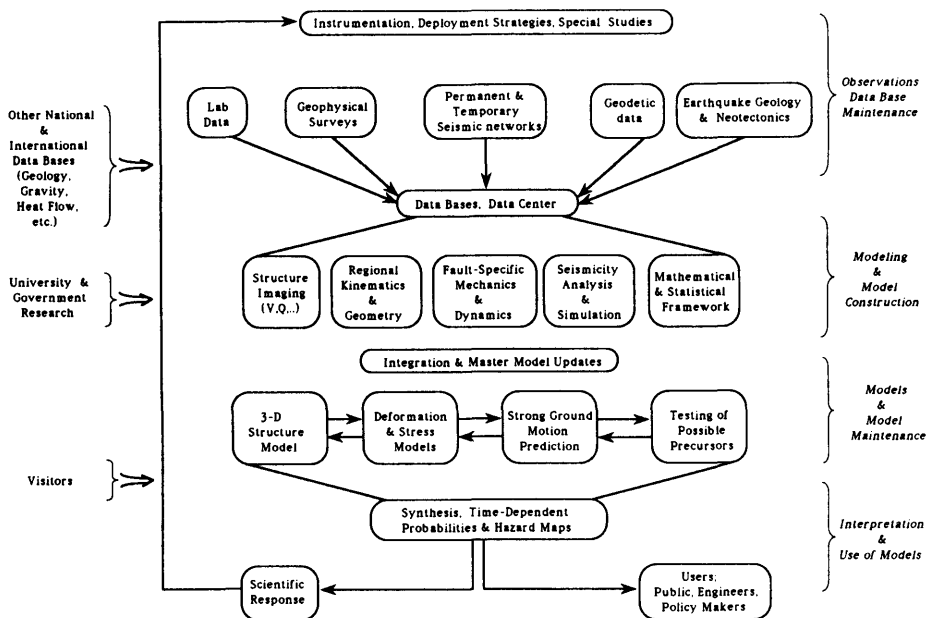 Instrumentation, Deployment Strategies, Special Studies
Lab
Data
Geophysical
Surveys
Permanent &
Temporary
Seismic networks
Geodetic
data
Earthquake Geology
& Neotectonics
Observations
Data Base
Maintenance
Other National
&
International
Data Bases
(Geology,
Gravity,
Heat Flow,
etc.)
Data Bases, Data Center
Structure
Imaging
(V,Q,..)
Regional
Kinematics
&
Geometry
Fault-Specific
Mechanics
&
Dynamics
Seismicity
Analysis
&
Simulation
Mathematical
& Statistical
Framework
Modeling
&
Model
Construction
University &
Government
Research
Integration & Master Model Updates
3-D
Structure
Model
Deformation
& Stress
Models
Strong Ground
Motion
Prediction
Testing of
Possible
Precursors
Models
&
Model
Maintenance
Visitors
Synthesis, Time-Dependent
Probabilities & Hazard Maps
Interpretation
&
Use of Models
Scientific
Response
Users;
Public, Engineers,
Policy Makers